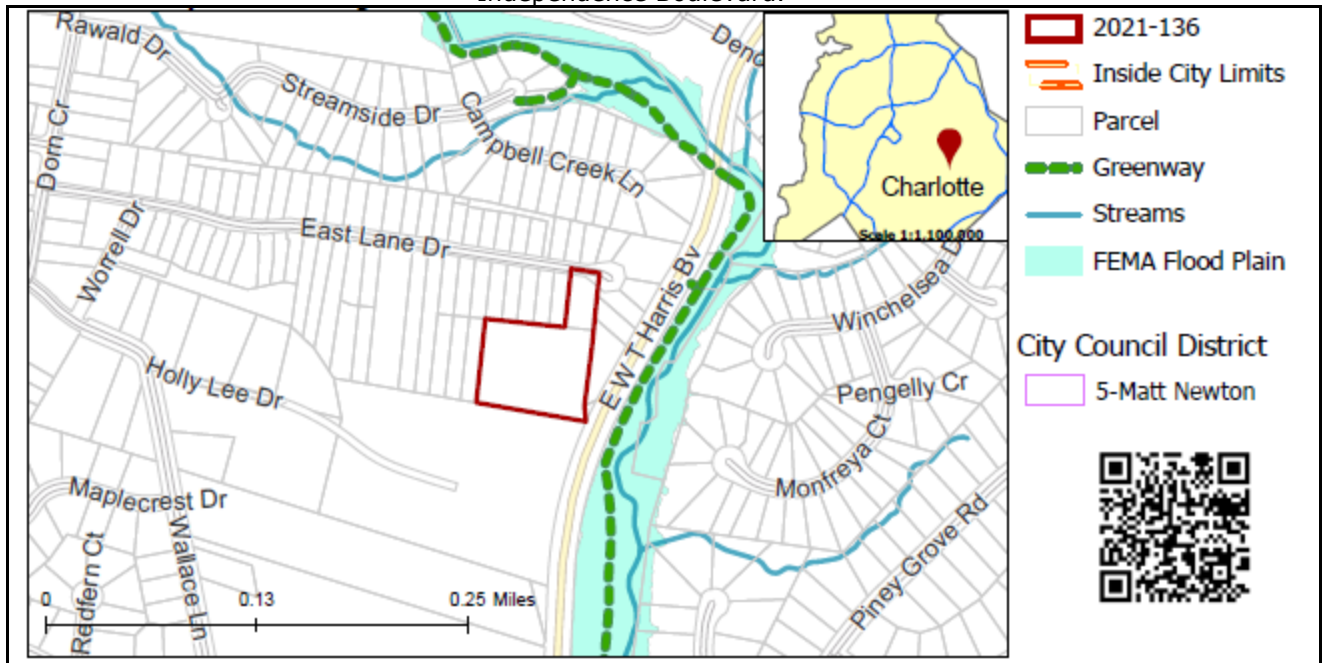 Independence Boulevard.
Rawald Dr
Streamside Dr
Campbell Creek Ln
Dorn Cr
Worrell Dr
East Lane Dr
Holly Lee Dr
E W T Harris Bv
Maplecrest Dr
Redfern Ct
Wallace Ln
Winchelsea D
Pengelly Cr
Monfreya Ct
Piney Grove Rd
0 0.13 0.25 Miles
Charlotte
Scale 1:1,100,000
2021-136
Inside City Limits
Parcel
Greenway
Streams
FEMA Flood Plain
City Council District
5-Matt Newton